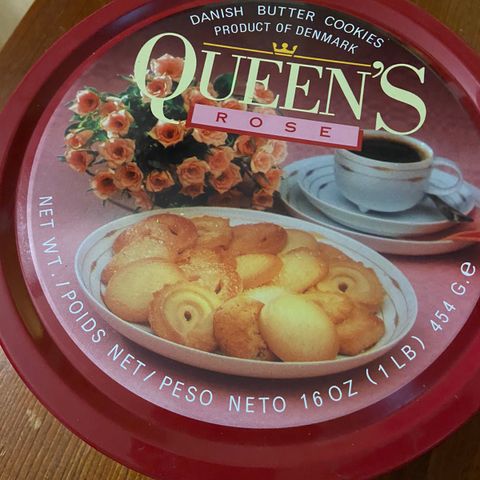 DANISH BUTTER COOKIES
PRODUCT OF DENMARK
QUEEN'S
ROSE
NET WT./POIDS NET/PESO NETO 16 OZ (1 LB) 454 G.e